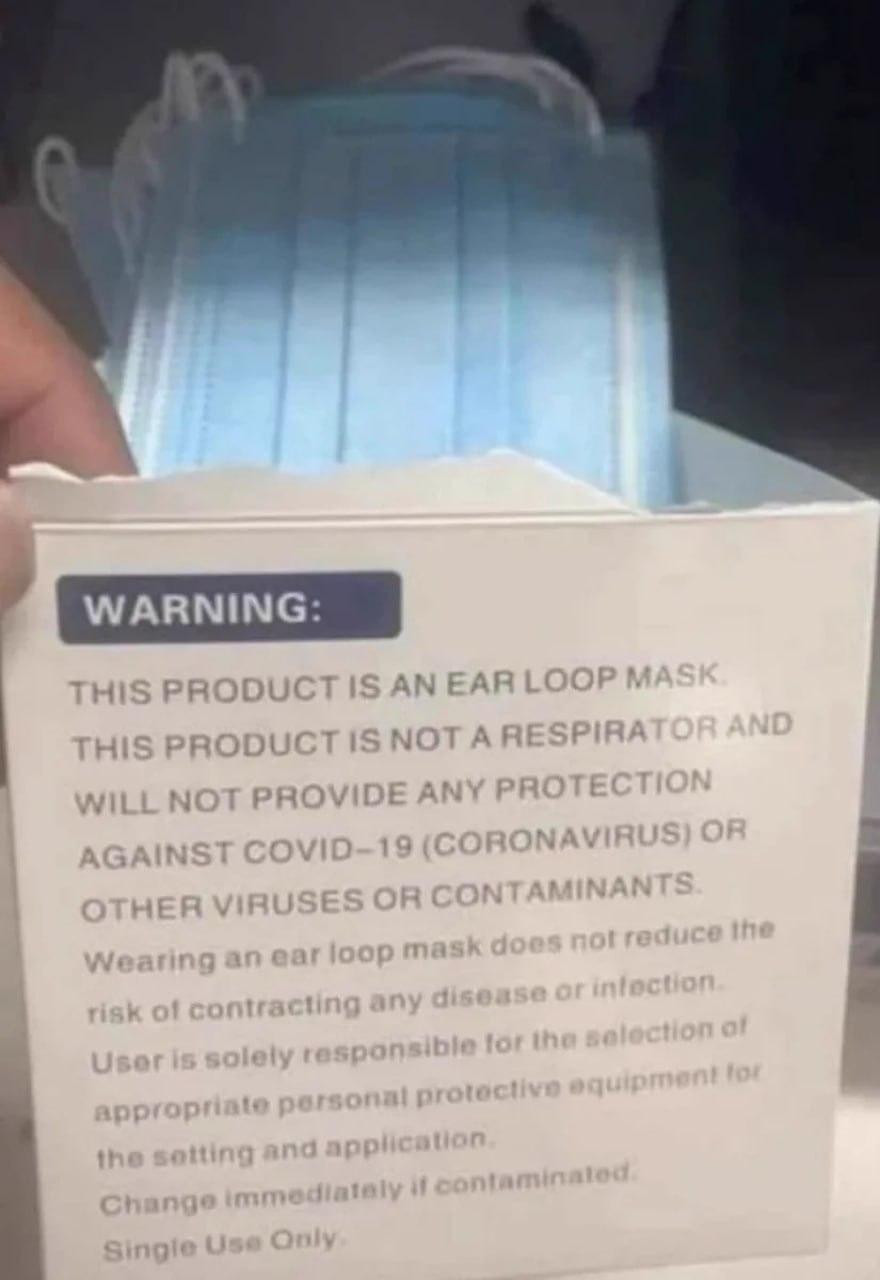 WARNING:
THIS PRODUCT IS AN EAR LOOP MASK.
THIS PRODUCT IS NOT A RESPIRATOR AND
WILL NOT PROVIDE ANY PROTECTION
AGAINST COVID-19 (CORONAVIRUS) OR
OTHER VIRUSES OR CONTAMINANTS.
Wearing an ear loop mask does not reduce the
risk of contracting any disease or infection.
User is solely responsible for the selection of
appropriate personal protective equipment for
the setting and application.
Change immediately if contaminated.
Single Use Only.